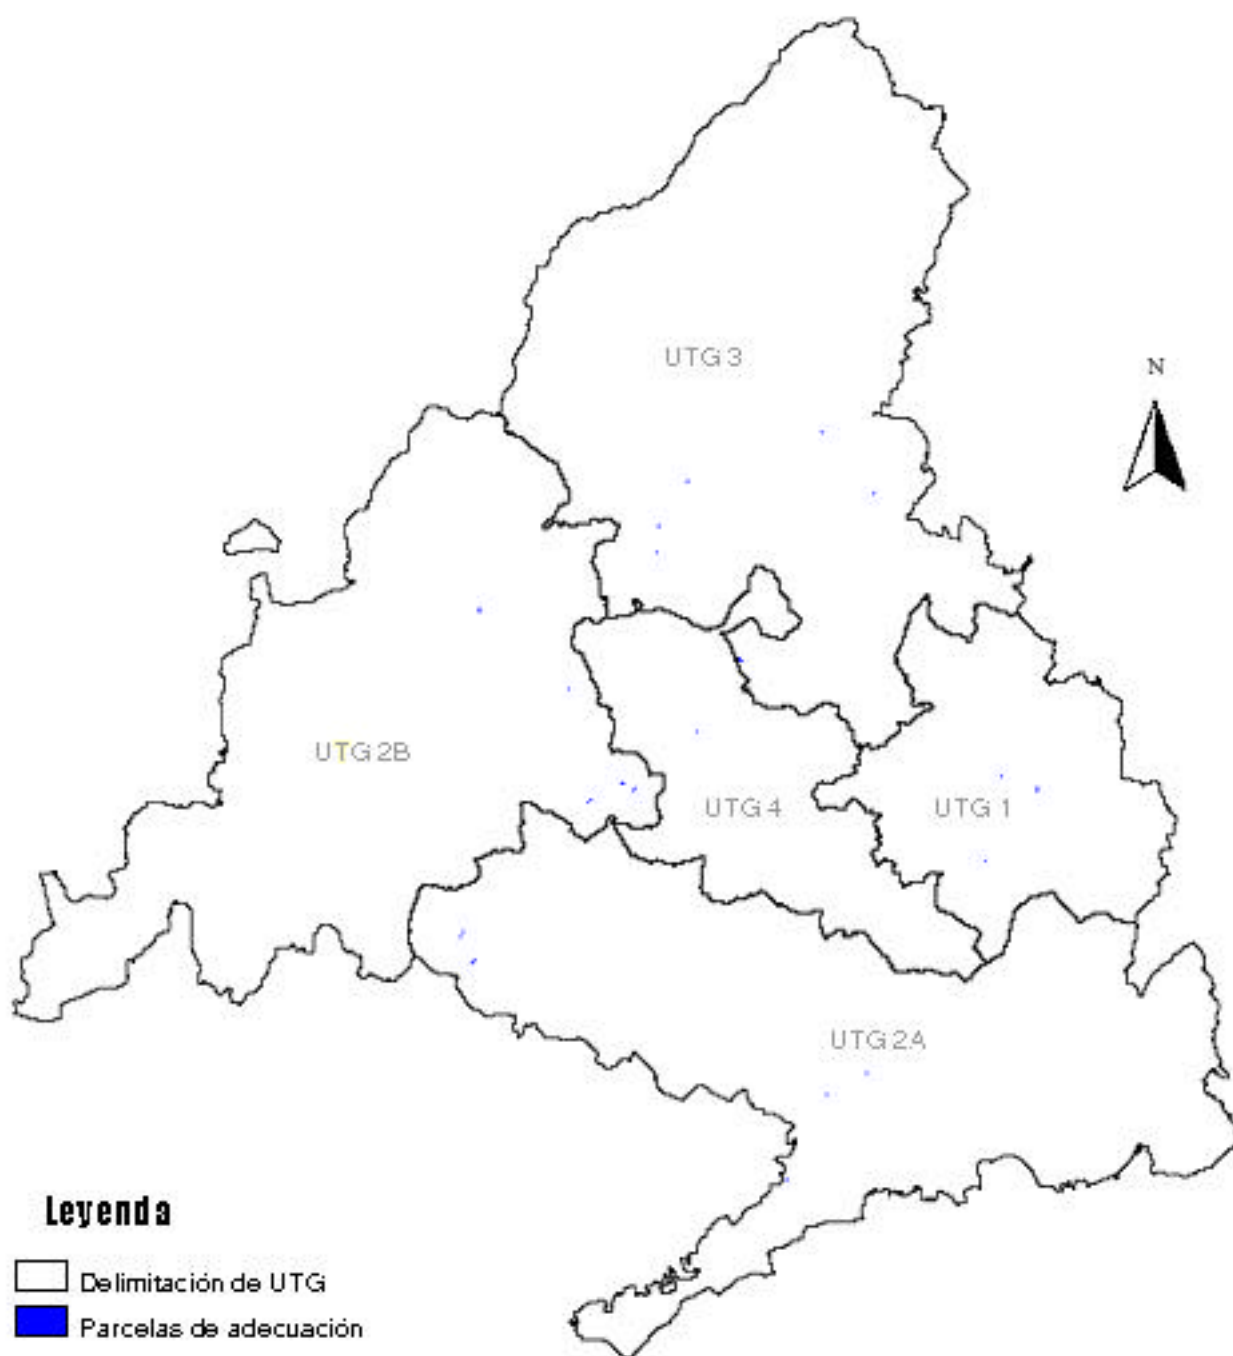 UTG 3
N
UTG 2B
UTG 4
UTG 1
UTG 2A
Leyenda
Delimitación de UTG
Parcelas de adecuación